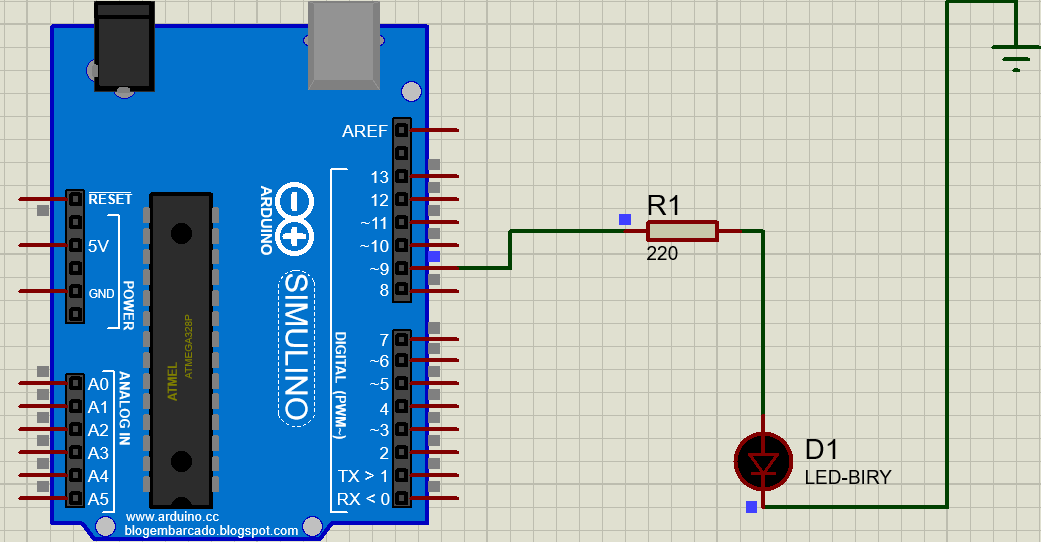 AREF
13
12
~11
~10
~9
8
7
~6
~5
4
~3
2
TX > 1
RX < 0
RESET
5V
GND
POWER
A0
A1
A2
A3
A4
A5
ANALOG IN
ATMEL
ATMEGA328P
ARDUINO
SIMULINO
DIGITAL (PWM~)
www.arduino.cc
blogembarcado.blogspot.com
R1
220
D1
LED-BIRY